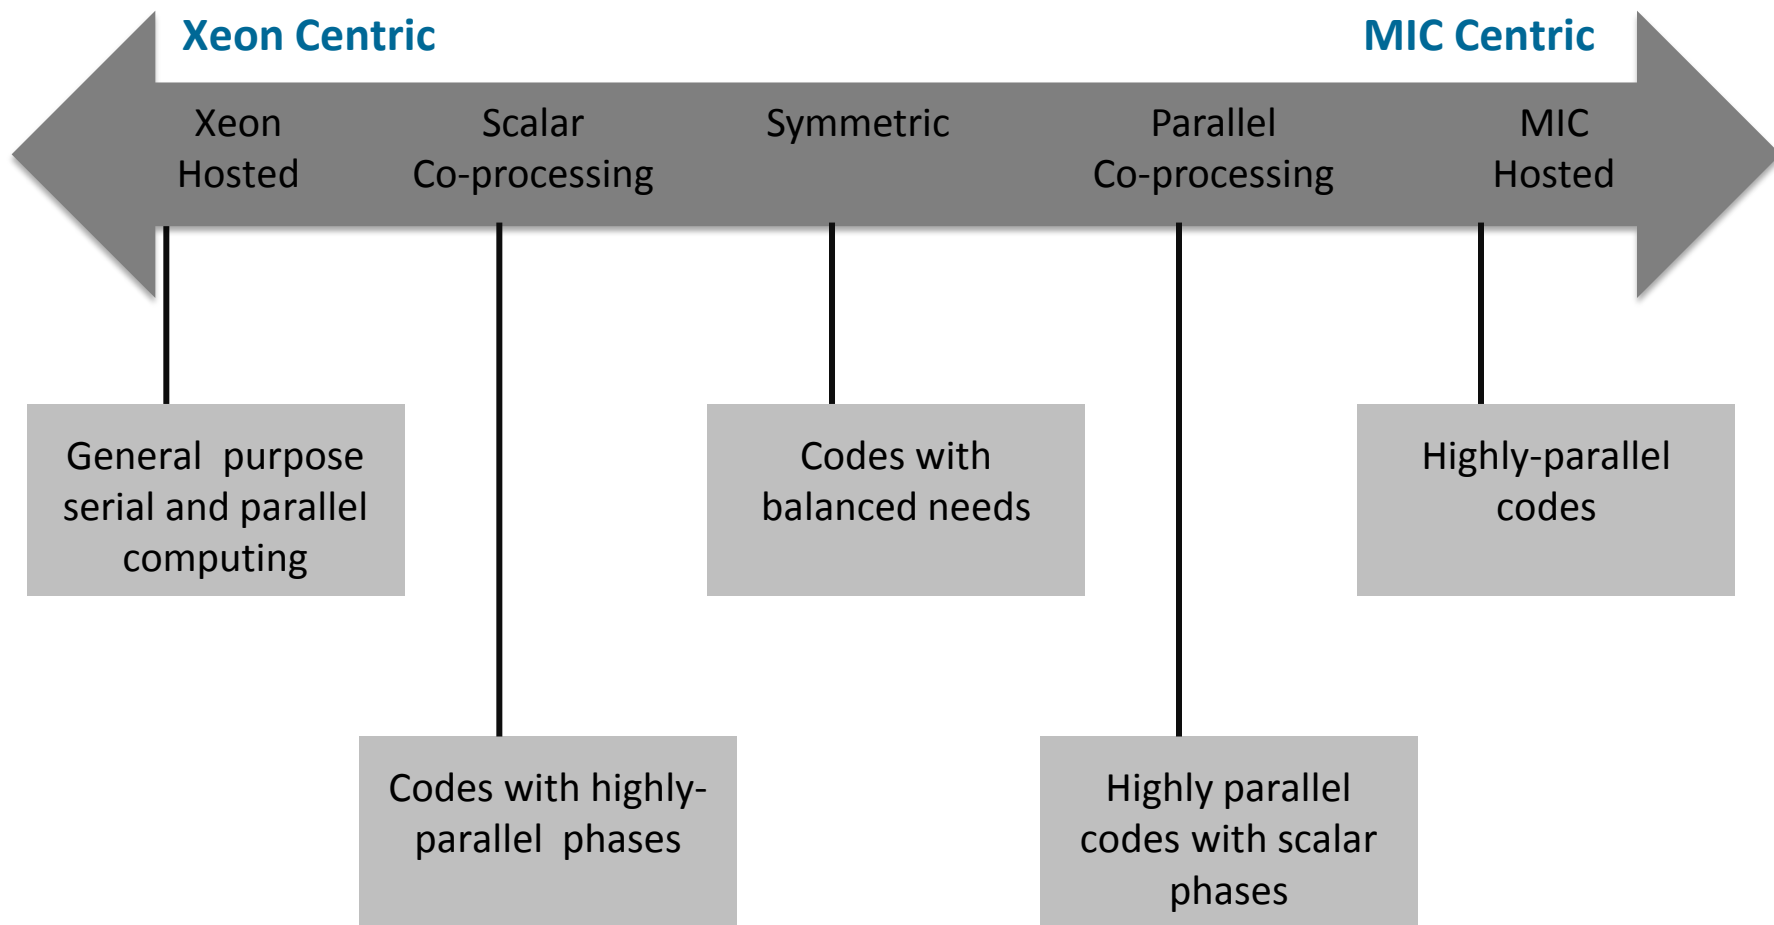 Xeon Centric
MIC Centric
Xeon
Hosted
Scalar
Co-processing
Symmetric
Parallel
Co-processing
MIC
Hosted
General  purpose
serial and parallel
computing
Codes with
balanced needs
Highly-parallel
codes
Codes with highly-
parallel  phases
Highly parallel
codes with scalar
phases